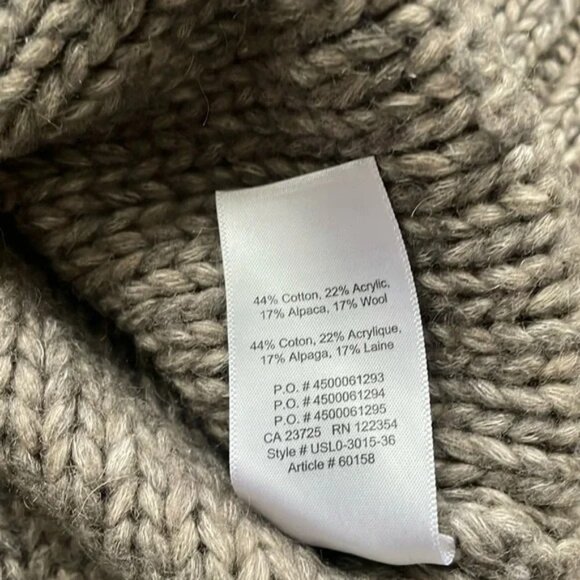 44% Cotton, 22% Acrylic,
17% Alpaca, 17% Wool
44% Coton, 22% Acrylique,
17% Alpaga, 17% Laine
P.O. # 4500061293
P.O. # 4500061294
P.O. # 4500061295
CA 23725 RN 122354
Style # USL0-3015-36
Article # 60158